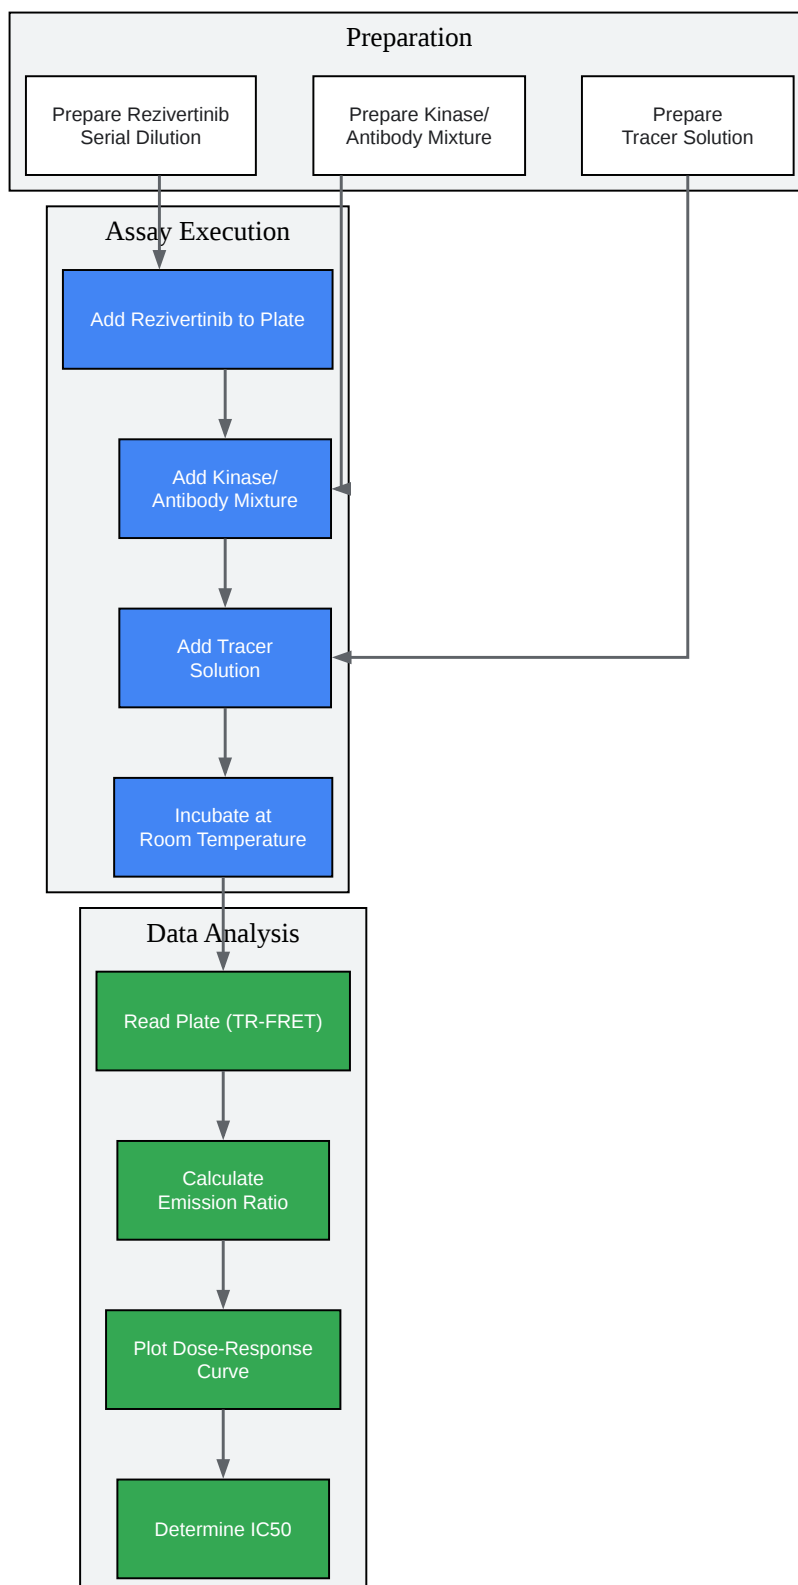 Preparation
Prepare Rezivertinib
Serial Dilution
Prepare Kinase/
Antibody Mixture
Prepare
Tracer Solution
Assay Execution
Add Rezivertinib to Plate
Add Kinase/
Antibody Mixture
Add Tracer
Solution
Incubate at
Room Temperature
Data Analysis
Read Plate (TR-FRET)
Calculate
Emission Ratio
Plot Dose-Response
Curve
Determine IC50